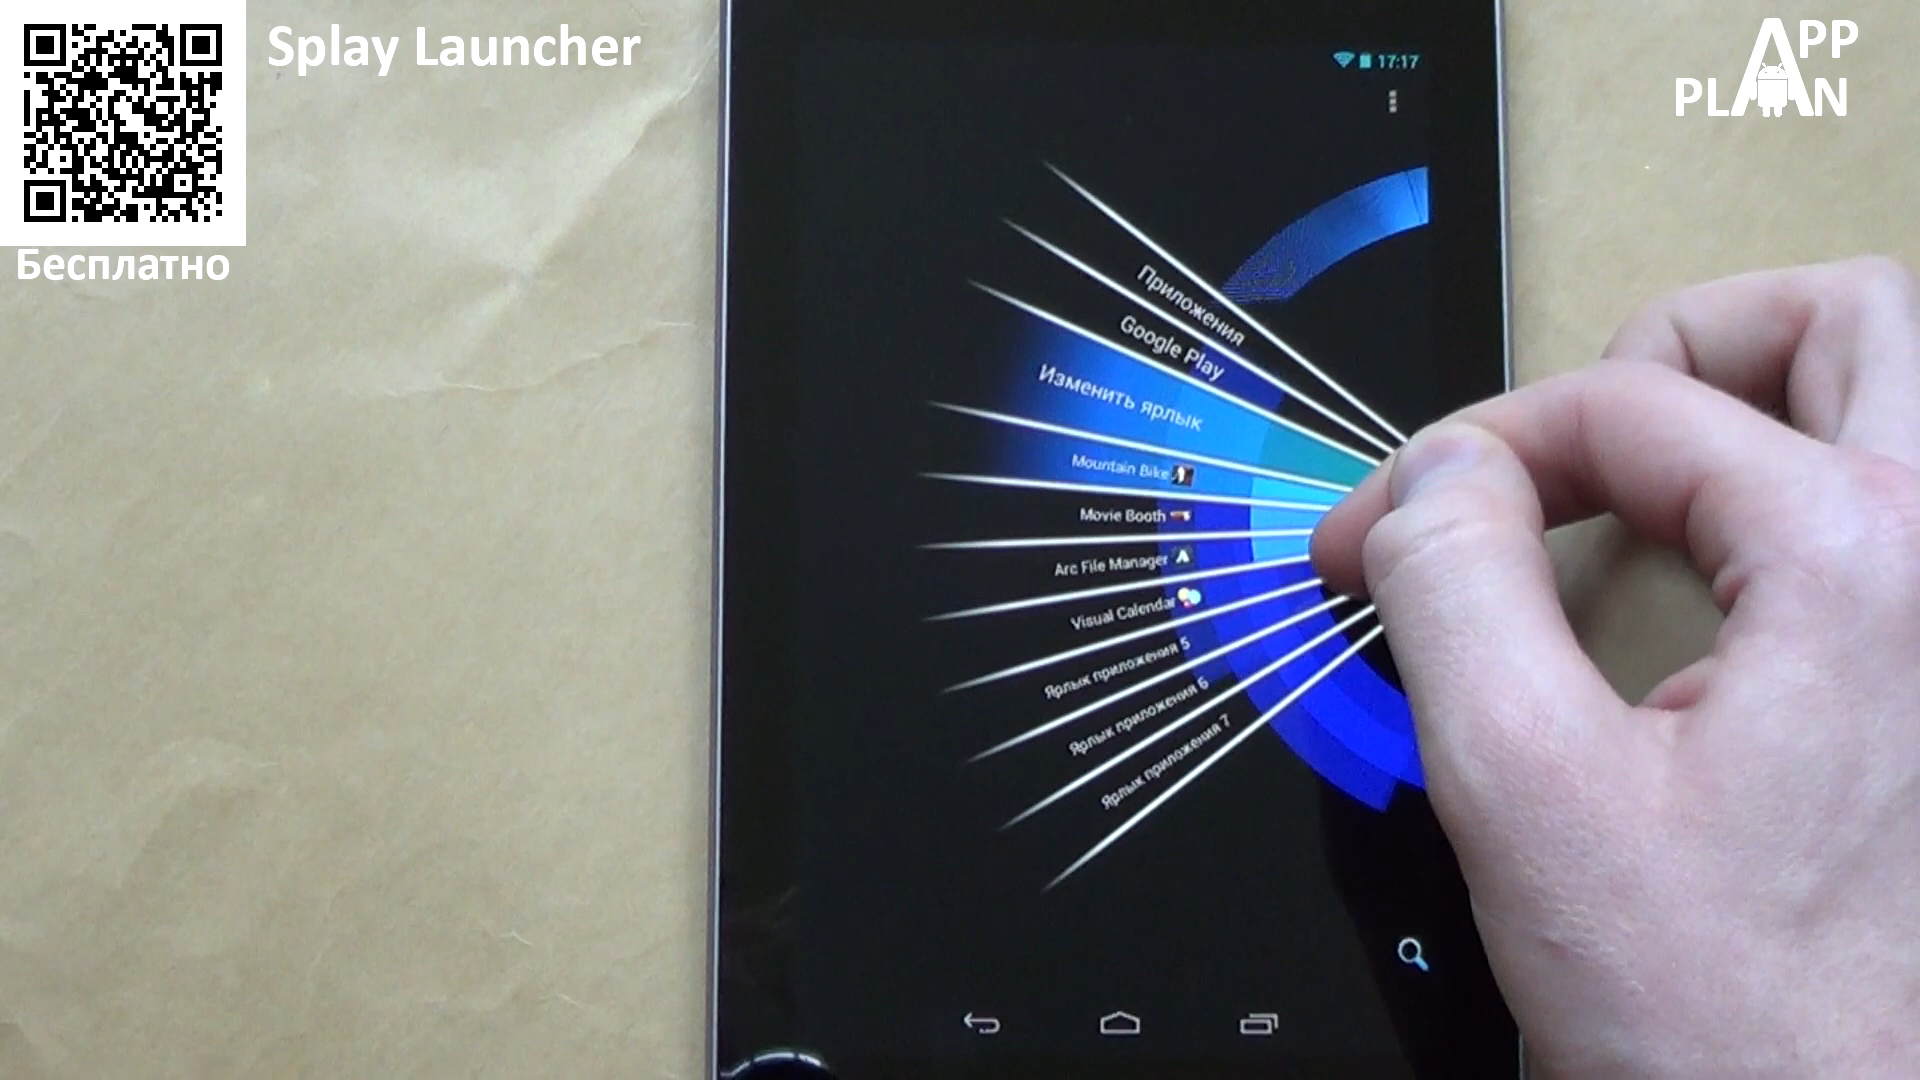 Splay Launcher
APP
PLAN
Бесплатно
17:17
Приложения
Google Play
Изменить ярлык
Mountain Bike
Movie Booth
Arc File Manager
Visual Calendar
Ярлык приложения 5
Ярлык приложения 6
Ярлык приложения 7